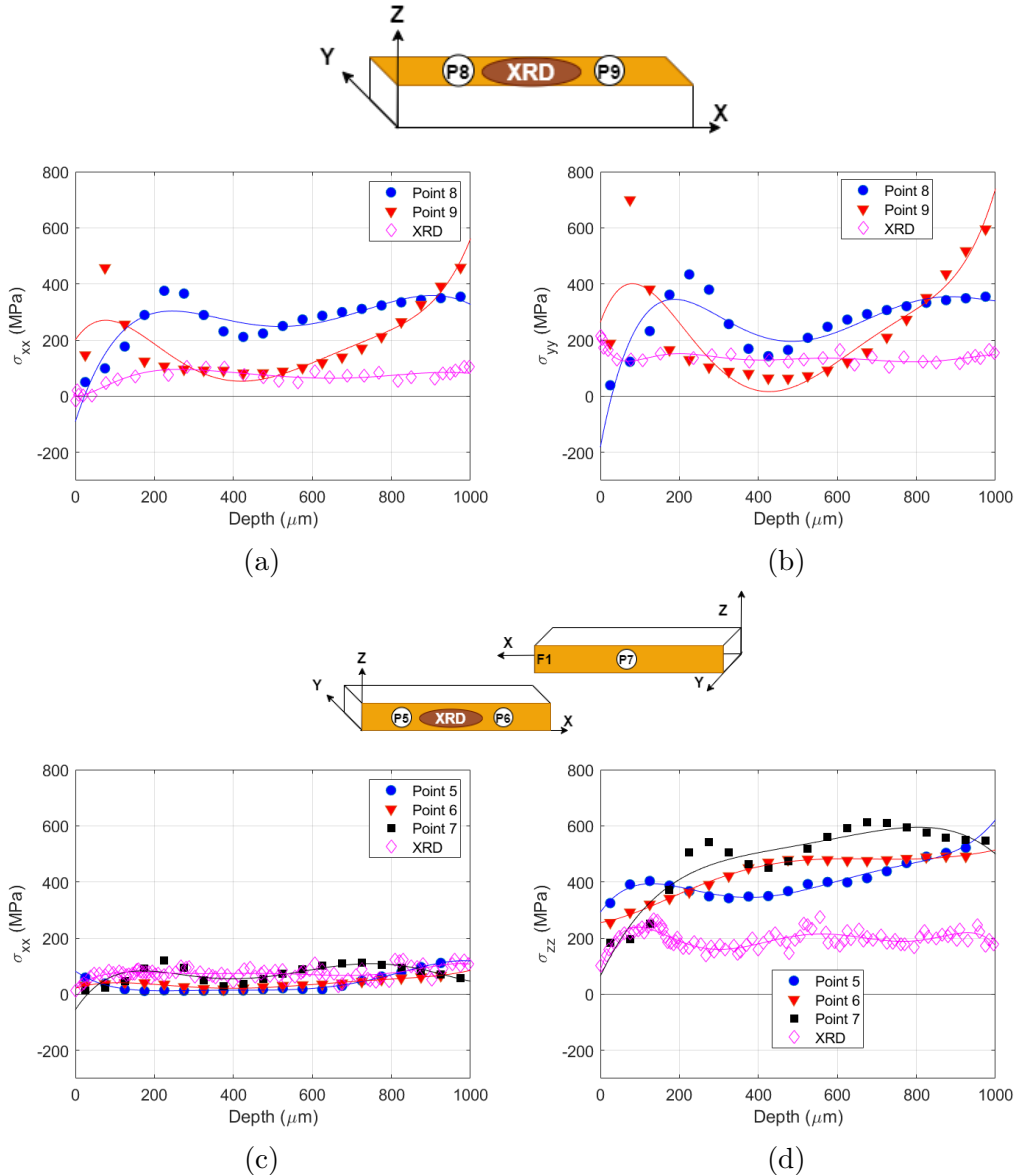 Z
Y
P8 XRD P9
X
800
600
400
200
0
-200
0 200 400 600 800 1000
Depth (μm)
σxx (MPa)
Point 8
Point 9
XRD
(a)
800
600
400
200
0
-200
0 200 400 600 800 1000
Depth (μm)
σyy (MPa)
Point 8
Point 9
XRD
(b)
Z
X
F1 P7
Y
Z
Y
P5 XRD P6
X
800
600
400
200
0
-200
0 200 400 600 800 1000
Depth (μm)
σxx (MPa)
Point 5
Point 6
Point 7
XRD
(c)
800
600
400
200
0
-200
0 200 400 600 800 1000
Depth (μm)
σzz (MPa)
Point 5
Point 6
Point 7
XRD
(d)